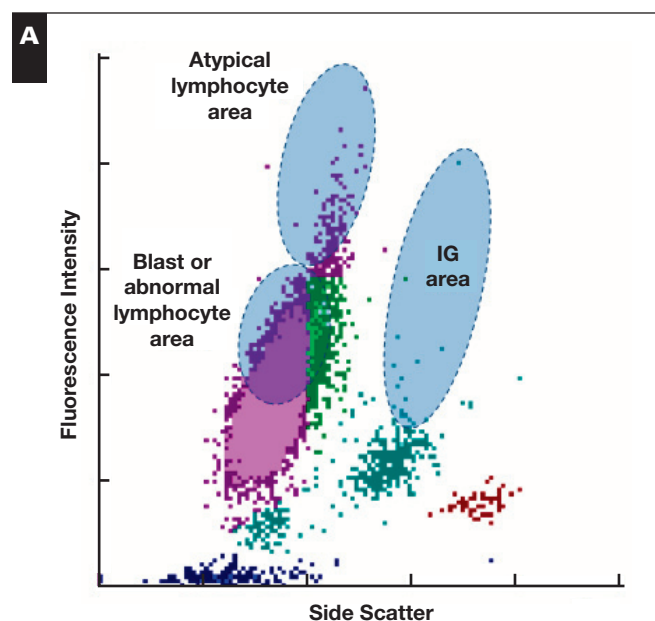 A
Atypical
lymphocyte
area
Blast or
abnormal
lymphocyte
area
IG
area
Fluorescence Intensity
Side Scatter